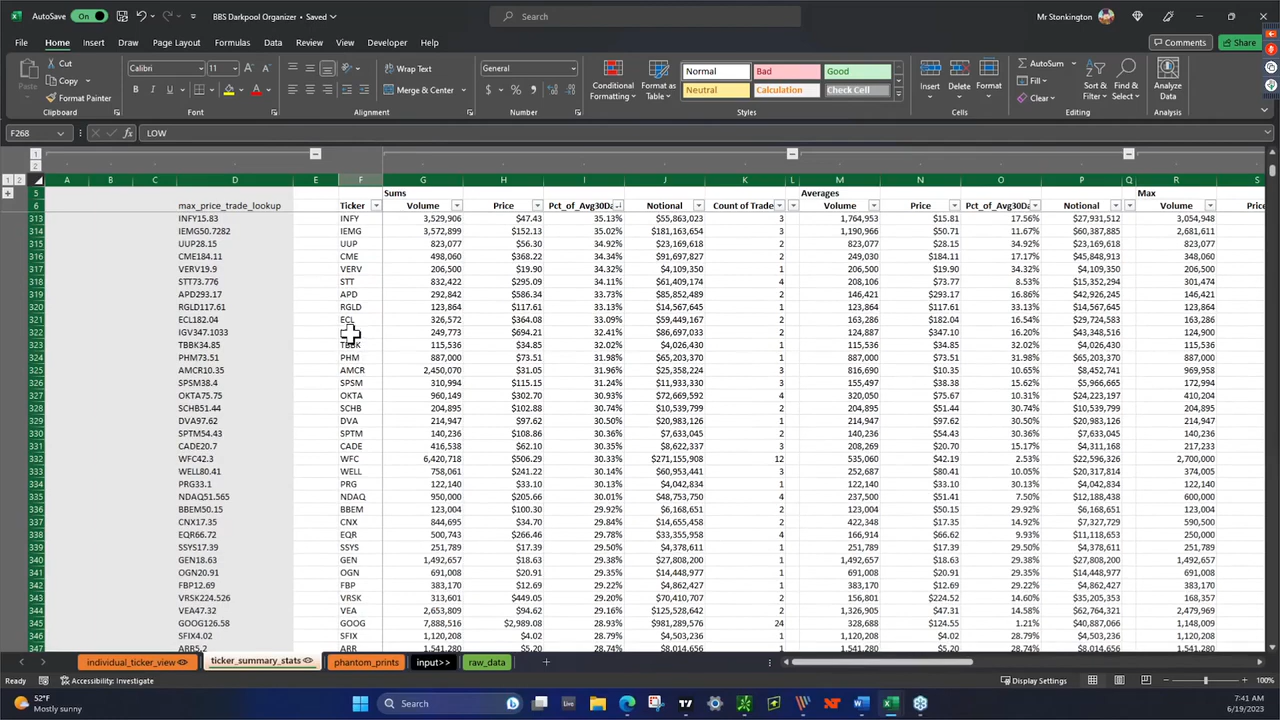 AutoSave On BBS Darkpool Organizer • Saved Search Mr Stonkington
File Home Insert Draw Page Layout Formulas Data Review View Developer Help Comments Share
Paste Cut Copy Format Painter Clipboard
Calibri 11 B I U A Font
Wrap Text Merge & Center Alignment
General $ % Number
Conditional Formatting Format as Table
Normal Bad Good
Neutral Calculation Check Cell
Styles
Insert Delete Format Cells
AutoSum Fill Clear Sort & Filter Find & Select Editing
Analyze Data Analysis
F268 fx LOW
1
2
1 2 A B C D E F G H I J K L M N O P Q R S
5 Sums Averages Max
6 max_price_trade_lookup Ticker Volume Price Pct_of_Avg30Da Notional Count of Trade Volume Price Pct_of_Avg30Da Notional Volume Price
313 INFY15.83 INFY 3,529,906 $47.43 35.13% $55,863,023 3 1,764,953 $15.81 17.56% $27,931,512 3,054,948
314 IEMG50.7282 IEMG 3,572,899 $152.13 35.02% $181,163,654 3 1,190,966 $50.71 11.67% $60,387,885 2,681,611
315 UUP28.15 UUP 823,077 $56.30 34.92% $23,169,618 2 823,077 $28.15 34.92% $23,169,618 823,077
316 CME184.11 CME 498,060 $368.22 34.34% $91,697,827 2 249,030 $184.11 17.17% $45,848,913 348,060
317 VERV19.9 VERV 206,500 $19.90 34.32% $4,109,350 1 206,500 $19.90 34.32% $4,109,350 206,500
318 STT73.776 STT 832,422 $295.09 34.11% $61,409,174 4 208,106 $73.77 8.53% $15,352,294 301,474
319 APD293.17 APD 292,842 $586.34 33.73% $85,852,489 2 146,421 $293.17 16.86% $42,926,245 146,421
320 RGLD117.61 RGLD 123,864 $117.61 33.63% $14,567,645 1 123,864 $117.61 33.63% $14,567,645 123,864
321 ECL182.04 ECL 326,572 $364.08 33.09% $59,449,167 2 163,286 $182.04 16.54% $29,724,583 163,286
322 IGV347.1033 249,773 $694.21 32.41% $86,697,033 2 124,887 $347.10 16.20% $43,348,516 124,900
323 TBBK34.85 TBBK 115,536 $34.85 32.02% $4,026,430 1 115,536 $34.85 32.02% $4,026,430 115,536
324 PHM73.51 PHM 887,000 $73.51 31.98% $65,203,370 1 887,000 $73.51 31.98% $65,203,370 887,000
325 AMCR10.35 AMCR 2,450,070 $31.05 31.96% $25,358,224 3 816,690 $10.35 10.65% $8,452,741 969,958
326 SPSM38.4 SPSM 310,994 $115.15 31.24% $11,933,330 3 155,497 $38.38 15.62% $5,966,665 172,994
327 OKTA75.75 OKTA 960,149 $302.70 30.93% $72,669,592 4 320,050 $75.67 10.31% $24,223,197 410,204
328 SCHB51.44 SCHB 204,895 $102.88 30.74% $10,539,799 2 204,895 $51.44 30.74% $10,539,799 204,895
329 DVA97.62 DVA 214,947 $97.62 30.50% $20,983,126 1 214,947 $97.62 30.50% $20,983,126 214,947
330 SPTM54.43 SPTM 140,236 $108.86 30.35% $7,633,045 2 140,236 $54.43 30.35% $7,633,045 140,236
331 CADE20.7 CADE 416,538 $62.10 30.33% $8,622,337 3 208,269 $20.70 15.17% $4,311,169 217,233
332 WFC42.3 WFC 6,420,718 $506.29 30.33% $271,155,908 12 535,060 $42.19 2.53% $22,596,326 2,700,000
333 WELL80.41 WELL 758,061 $241.22 30.14% $60,953,441 3 252,687 $80.41 10.05% $20,317,814 374,005
334 PRG33.1 PRG 122,140 $33.10 30.13% $4,042,834 1 122,140 $33.10 30.13% $4,042,834 122,140
335 NDAQ51.565 NDAQ 950,000 $205.66 30.01% $48,753,750 4 237,500 $51.41 7.50% $12,188,438 600,000
336 BBEM50.15 BBEM 123,004 $100.30 29.92% $6,168,651 2 123,004 $50.15 29.92% $6,168,651 123,004
337 CNX17.35 CNX 844,695 $34.70 29.84% $14,655,458 2 422,348 $17.35 14.92% $7,327,729 590,500
338 EQR66.72 EQR 500,743 $266.46 29.78% $33,355,958 4 166,914 $66.62 9.93% $11,118,653 250,000
339 SSYS17.39 SSYS 251,789 $17.39 29.50% $4,378,611 1 251,789 $17.39 29.50% $4,378,611 251,789
340 GEN18.63 GEN 1,492,657 $18.63 29.38% $27,808,200 1 1,492,657 $18.63 29.38% $27,808,200 1,492,657
341 OGN20.91 OGN 691,008 $20.91 29.35% $14,448,977 1 691,008 $20.91 29.35% $14,448,977 691,008
342 FBP12.69 FBP 383,170 $12.69 29.22% $4,862,427 1 383,170 $12.69 29.22% $4,862,427 383,170
343 VRSK224.526 VRSK 313,601 $449.05 29.20% $70,410,707 2 156,801 $224.52 14.60% $35,205,353 168,357
344 VEA47.32 VEA 2,653,809 $94.62 29.16% $125,528,642 2 1,326,905 $47.31 14.58% $62,764,321 2,479,969
345 GOOG126.58 GOOG 7,888,516 $2,989.08 28.93% $981,289,576 24 328,688 $124.55 1.21% $40,887,066 1,208,635
346 SFIX4.02 SFIX 1,120,208 $4.02 28.79% $4,503,236 1 1,120,208 $4.02 28.79% $4,503,236 1,120,208
347 ARR5.2 ARR 1,541,280 $5.20 28.74% $8,014,656 1 1,541,280 $5.20 28.74% $8,014,656 1,541,280
individual_ticker_view ticker_summary_stats phantom_prints input>> raw_data
Ready Accessibility: Investigate Display Settings 100%
52°F Mostly sunny Search 7:41 AM 6/19/2023